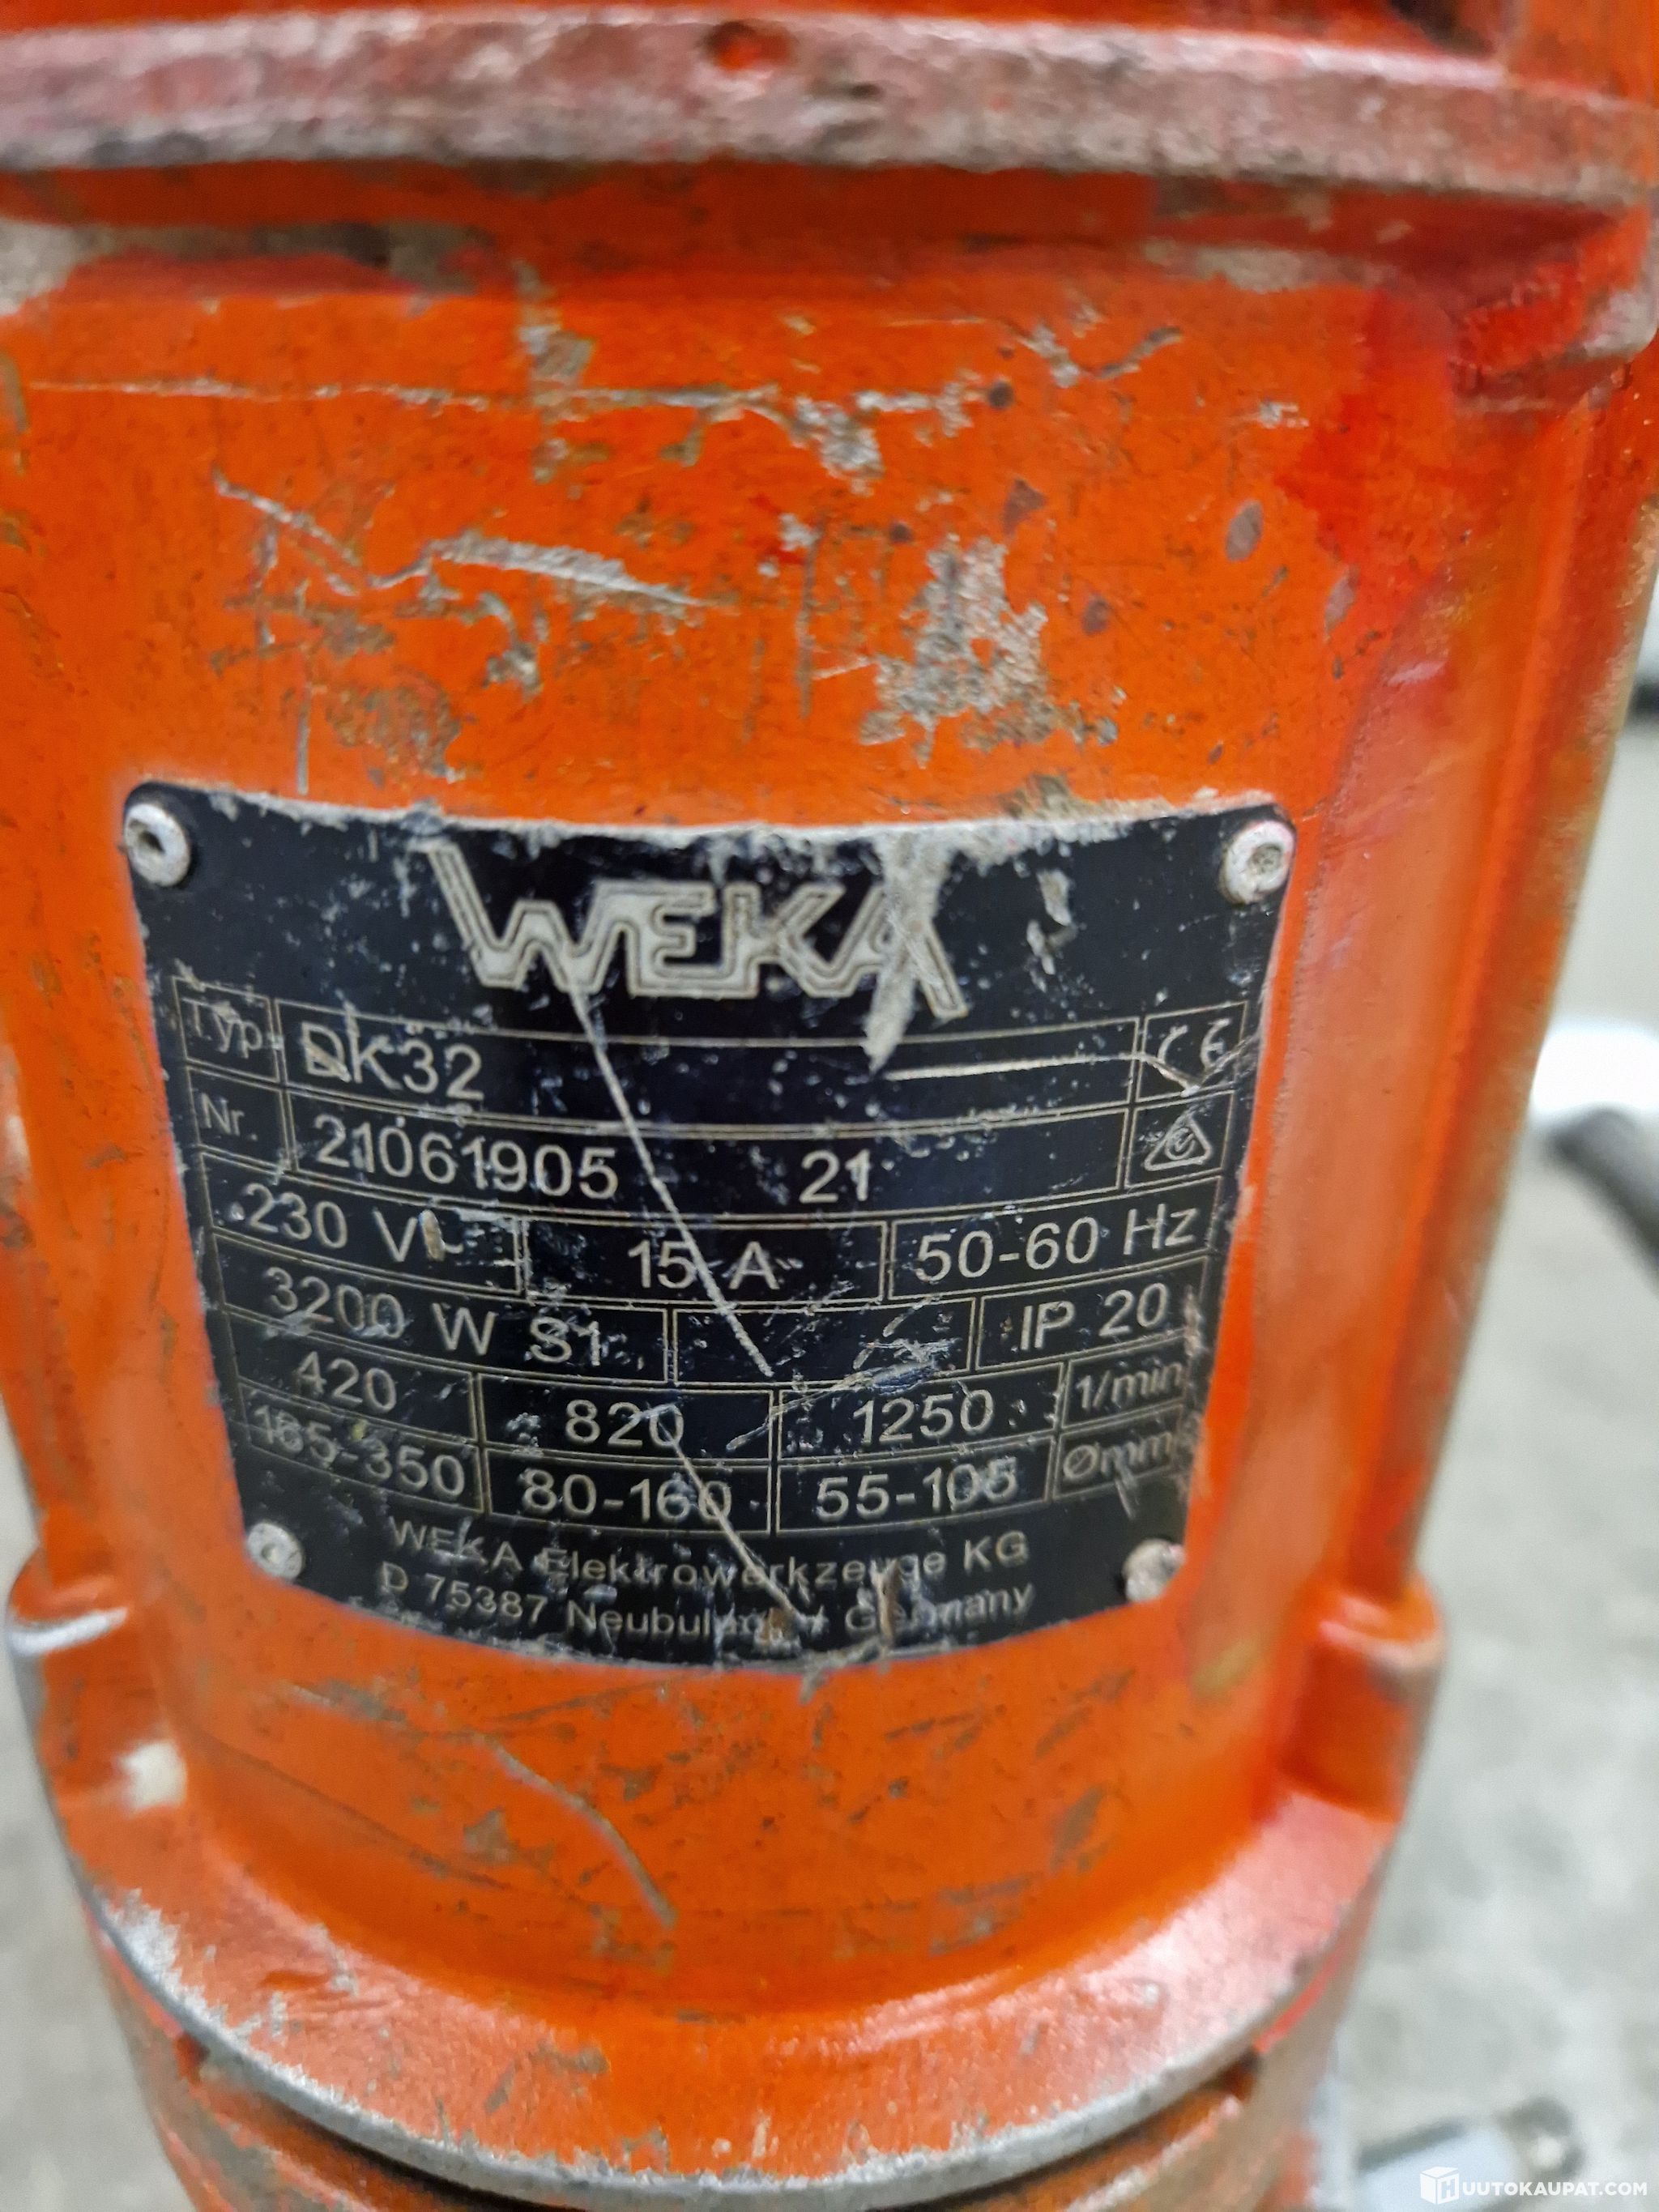 WEKA
Typ DK32 CE
Nr. 21061905 21
230 V~ 15 A 50-60 Hz
3200 W S1 IP 20
420 820 1250 1/min
165-350 80-160 55-105 Ømm
WEKA Elektrowerkzeuge KG
D 75387 Neubulach / Germany
HUUTOKAUPAT.COM